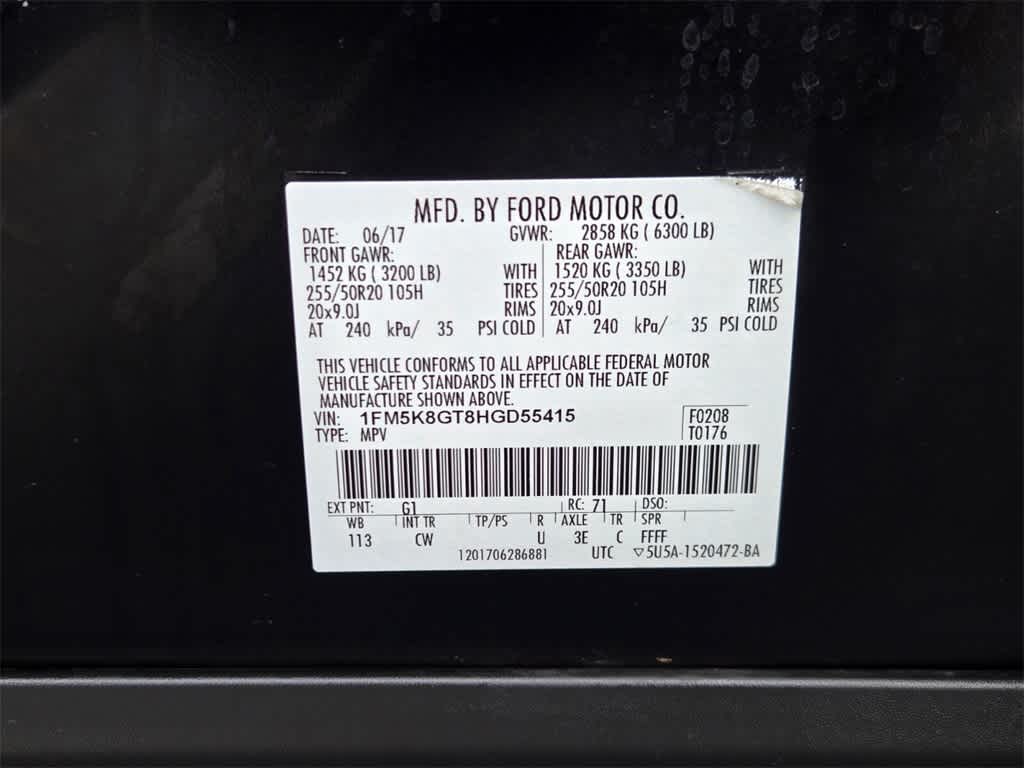 MFD. BY FORD MOTOR CO.
DATE: 06/17 GVWR: 2858 KG ( 6300 LB)
FRONT GAWR: REAR GAWR:
1452 KG ( 3200 LB) WITH 1520 KG ( 3350 LB) WITH
255/50R20 105H TIRES 255/50R20 105H TIRES
20x9.0J RIMS 20x9.0J RIMS
AT 240 kPa/ 35 PSI COLD AT 240 kPa/ 35 PSI COLD
THIS VEHICLE CONFORMS TO ALL APPLICABLE FEDERAL MOTOR
VEHICLE SAFETY STANDARDS IN EFFECT ON THE DATE OF
MANUFACTURE SHOWN ABOVE.
VIN: 1FM5K8GT8HGD55415 F0208
TYPE: MPV T0176
EXT PNT: G1 RC: 71 DSO:
WB INT TR TP/PS R AXLE TR SPR
113 CW U 3E C FFFF
1201706286881 UTC ▽5U5A-1520472-BA